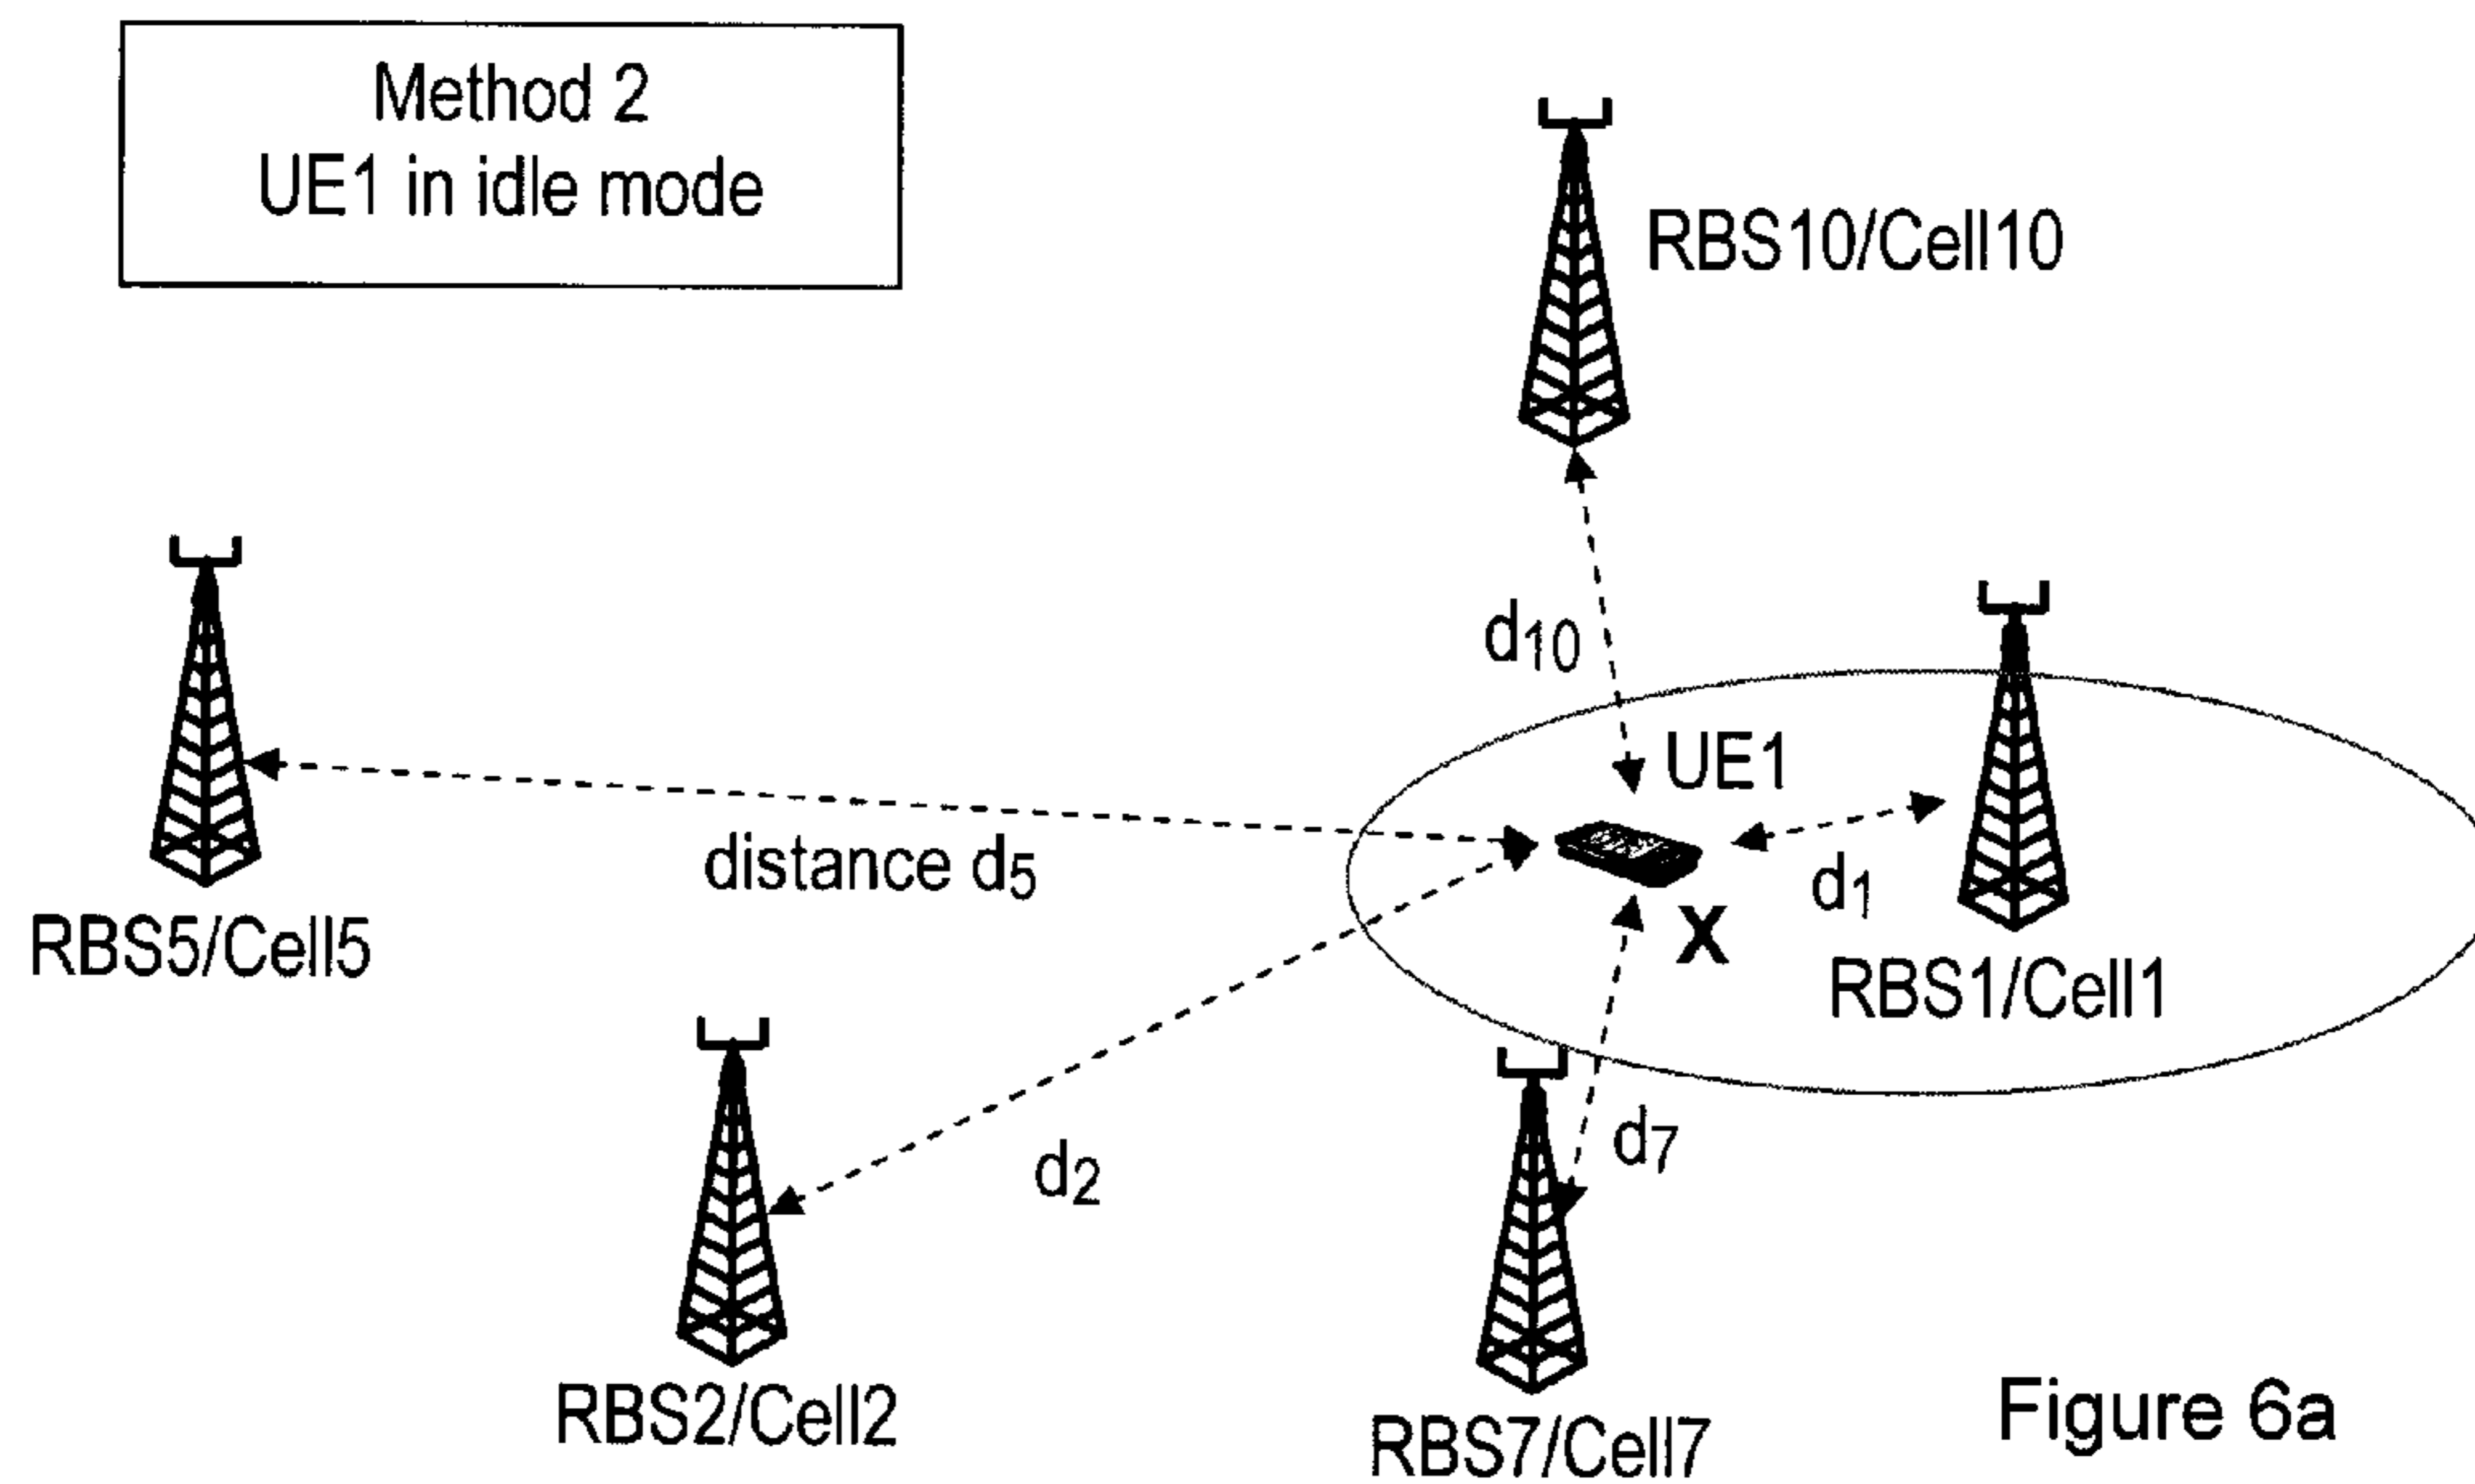 Method 2
UE1 in idle mode
RBS10/Cell10
d10
UE1
distance d5
d1
X
RBS5/Cell5
RBS1/Cell1
d2
d7
RBS2/Cell2
RBS7/Cell7
Figure 6a